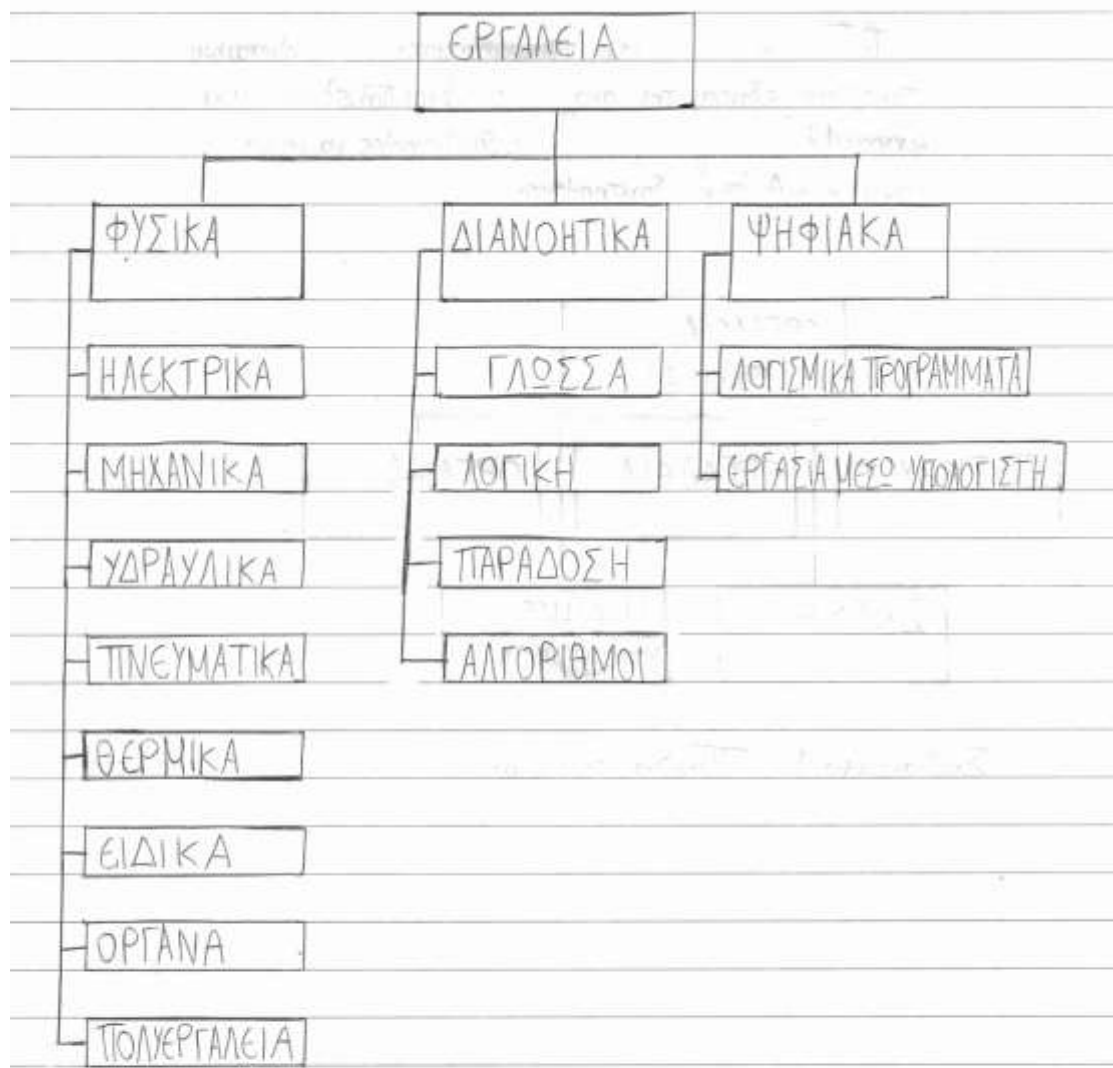 ΕΡΓΑΛΕΙΑ
ΦΥΣΙΚΑ
ΔΙΑΝΟΗΤΙΚΑ
ΨΗΦΙΑΚΑ
ΗΛΕΚΤΡΙΚΑ
ΓΛΩΣΣΑ
ΛΟΓΙΣΜΙΚΑ ΠΡΟΓΡΑΜΜΑΤΑ
ΜΗΧΑΝΙΚΑ
ΛΟΓΙΚΗ
ΕΡΓΑΣΙΑ ΜΕΣΩ ΥΠΟΛΟΓΙΣΤΗ
ΥΔΡΑΥΛΙΚΑ
ΠΑΡΑΔΟΣΗ
ΠΝΕΥΜΑΤΙΚΑ
ΑΛΓΟΡΙΘΜΟΙ
ΘΕΡΜΙΚΑ
ΕΙΔΙΚΑ
ΟΡΓΑΝΑ
ΠΟΛΥΕΡΓΑΛΕΙΑ